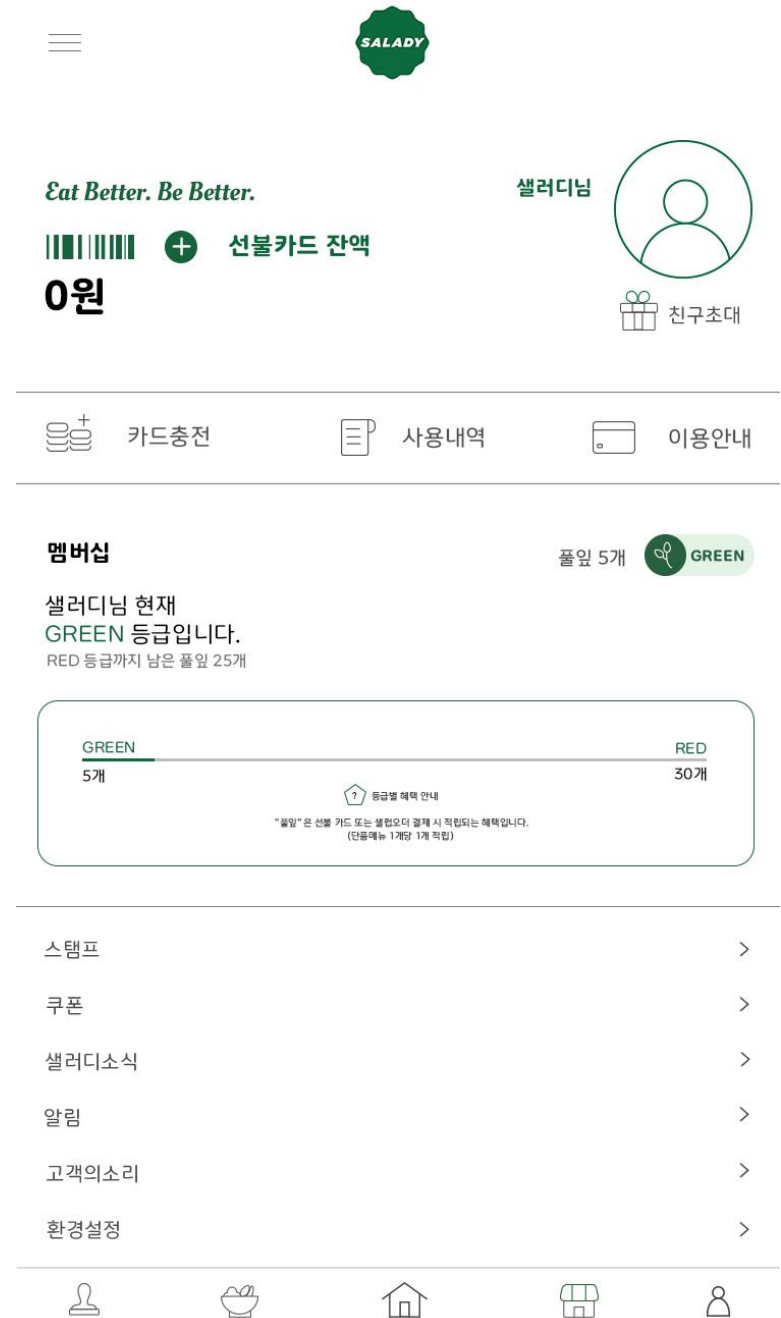 SALADY
Eat Better. Be Better.
샐러디님
선불카드 잔액
0원
친구초대
카드충전
사용내역
이용안내
멤버십
풀잎 5개
GREEN
샐러디님 현재
GREEN 등급입니다.
RED 등급까지 남은 풀잎 25개
GREEN
RED
5개
30개
? 등급별 혜택 안내
"풀잎" 은 선불 카드 또는 샐럽오더 결제 시 적립되는 혜택입니다.
(단품메뉴 1개당 1개 적립)
스탬프
쿠폰
샐러디소식
알림
고객의소리
환경설정